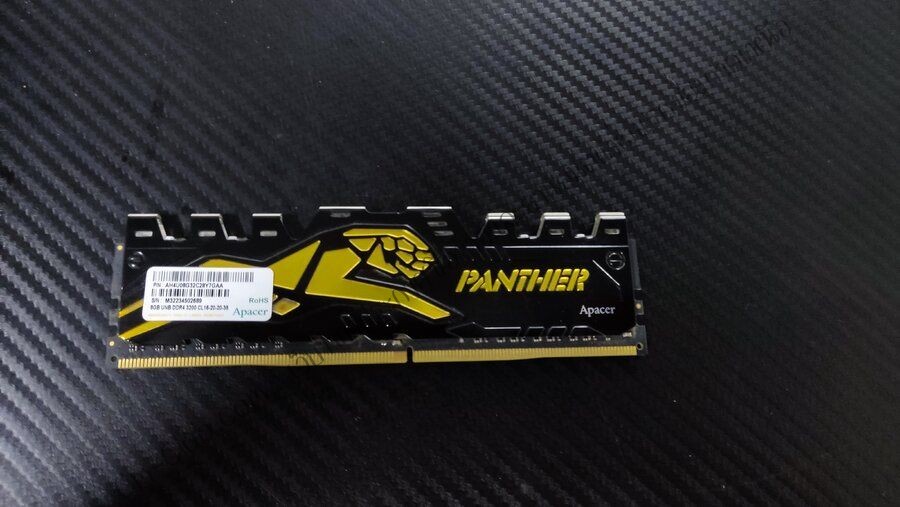 P/N : AH4U08G32C28Y7GAA
S/N : M32234502689
RoHS
8GB UNB DDR4 3200 CL16-20-20-38
Apacer
PANTHER
Apacer